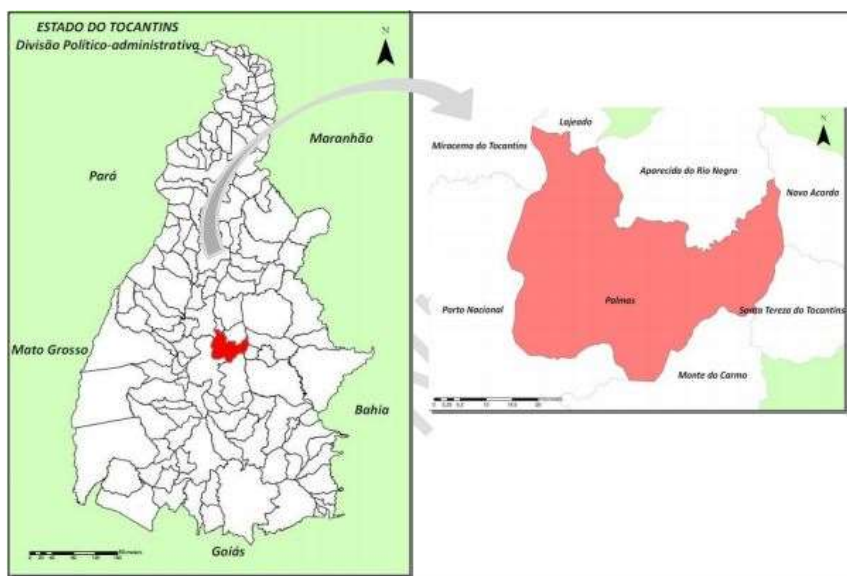 ESTADO DO TOCANTINS
Divisão Político-administrativa
N
Maranhão
Pará
Mato Grosso
Bahia
Goiás
N
Lajeado
Miracema do Tocantins
Aparecida do Rio Negro
Novo Acordo
Porto Nacional
Palmas
Santa Tereza do Tocantins
Monte do Carmo